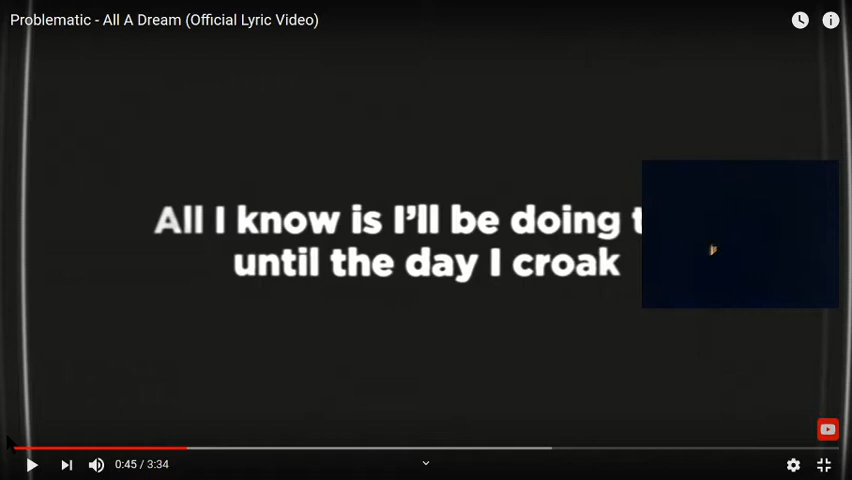 Problematic - All A Dream (Official Lyric Video)
All I know is I'll be doing
until the day I croak
0:45 / 3:34